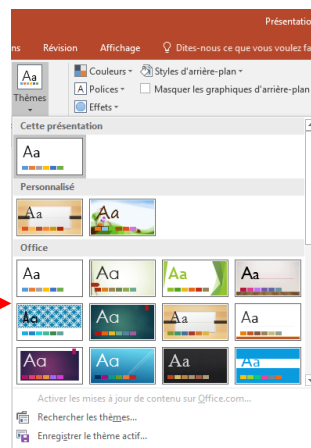 Présentatio
ns Révision Affichage Dites-nous ce que vous voulez fa
Aa Couleurs Styles d'arrière-plan
Thèmes A Polices Masquer les graphiques d'arrière-plan
Effets
Cette présentation
Aa
Personnalisé
Aa Aa
Office
Aa Aa Aa Aa
Aa Aa Aa Aa
Aa Aa Aa Aa
Activer les mises à jour de contenu sur Office.com...
Rechercher les thèmes...
Enregistrer le thème actif...